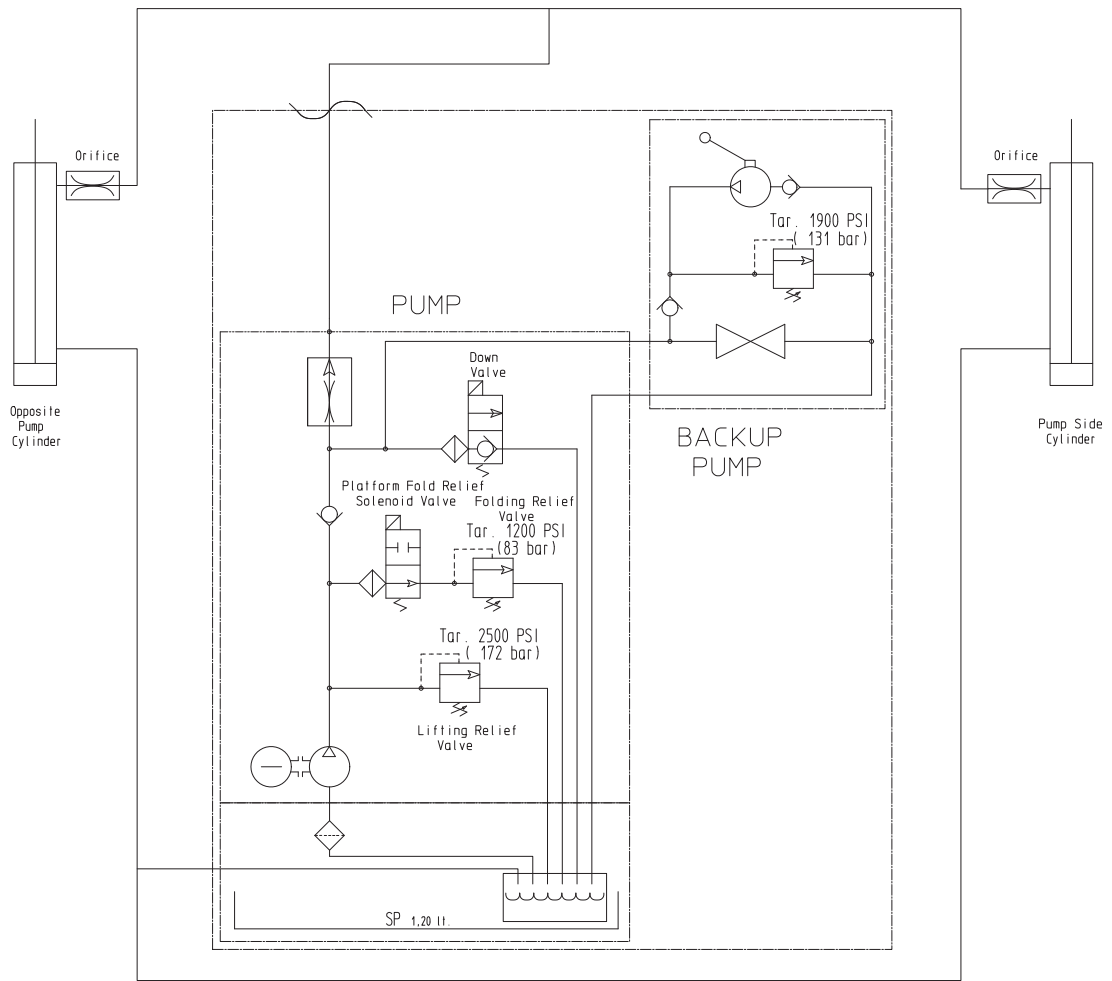 Orifice
Orifice
Tar. 1900 PSI
( 131 bar)
PUMP
Down
Valve
Opposite
Pump
Cylinder
Pump Side
Cylinder
BACKUP
PUMP
Platform Fold Relief
Solenoid Valve
Folding Relief
Valve
Tar. 1200 PSI
(83 bar)
Tar. 2500 PSI
( 172 bar)
Lifting Relief
Valve
SP 1,20 lt.